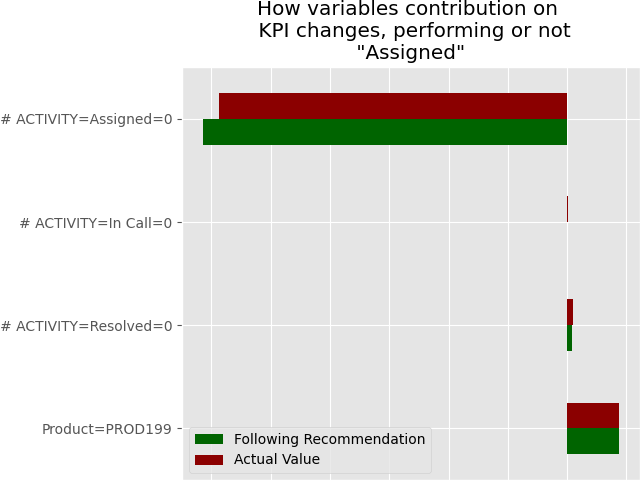 How variables contribution on
KPI changes, performing or not
"Assigned"
# ACTIVITY=Assigned=0
# ACTIVITY=In Call=0
# ACTIVITY=Resolved=0
Product=PROD199
Following Recommendation
Actual Value